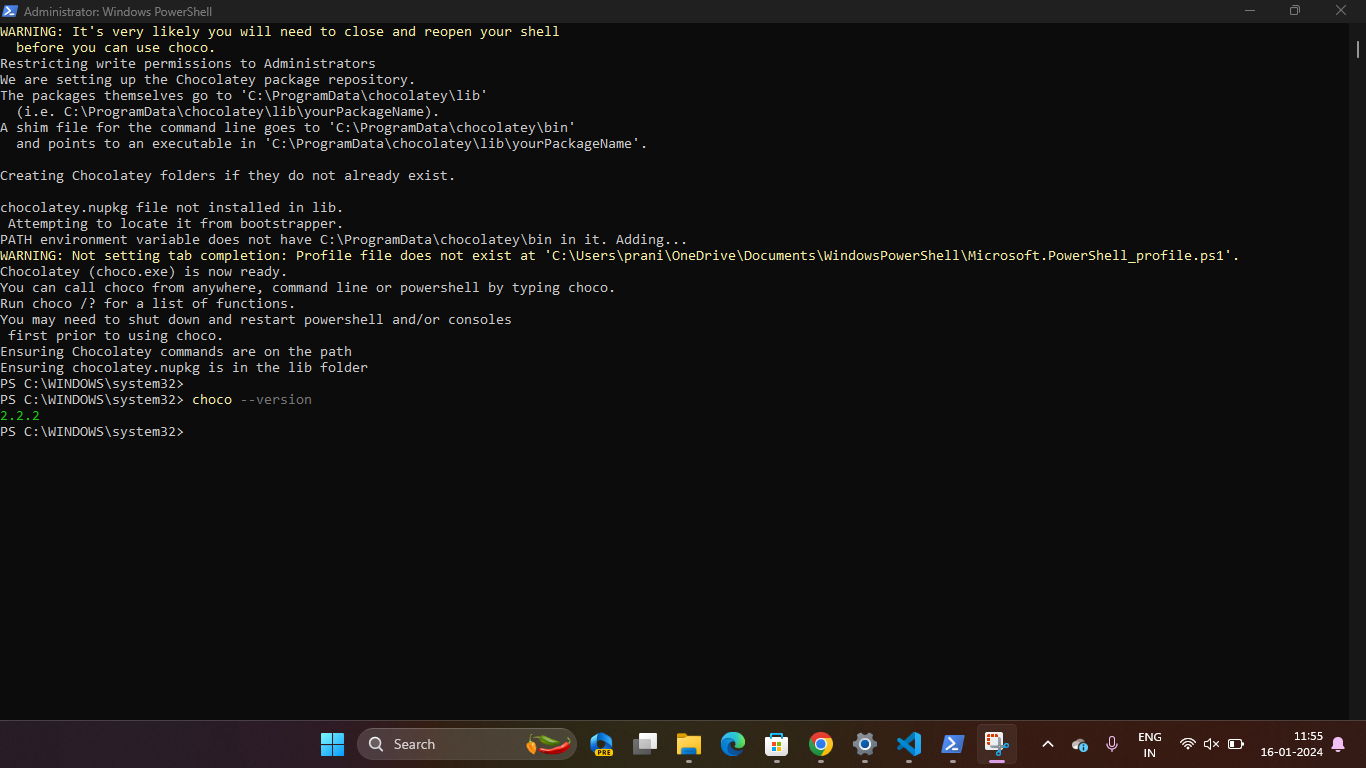 Administrator: Windows PowerShell
WARNING: It's very likely you will need to close and reopen your shell
  before you can use choco.
Restricting write permissions to Administrators
We are setting up the Chocolatey package repository.
The packages themselves go to 'C:\ProgramData\chocolatey\lib'
  (i.e. C:\ProgramData\chocolatey\lib\yourPackageName).
A shim file for the command line goes to 'C:\ProgramData\chocolatey\bin'
  and points to an executable in 'C:\ProgramData\chocolatey\lib\yourPackageName'.
Creating Chocolatey folders if they do not already exist.
chocolatey.nupkg file not installed in lib.
 Attempting to locate it from bootstrapper.
PATH environment variable does not have C:\ProgramData\chocolatey\bin in it. Adding...
WARNING: Not setting tab completion: Profile file does not exist at 'C:\Users\prani\OneDrive\Documents\WindowsPowerShell\Microsoft.PowerShell_profile.ps1'.
Chocolatey (choco.exe) is now ready.
You can call choco from anywhere, command line or powershell by typing choco.
Run choco /? for a list of functions.
You may need to shut down and restart powershell and/or consoles
 first prior to using choco.
Ensuring Chocolatey commands are on the path
Ensuring chocolatey.nupkg is in the lib folder
PS C:\WINDOWS\system32>
PS C:\WINDOWS\system32> choco --version
2.2.2
PS C:\WINDOWS\system32>
Search
PRE
ENG
IN
11:55
16-01-2024